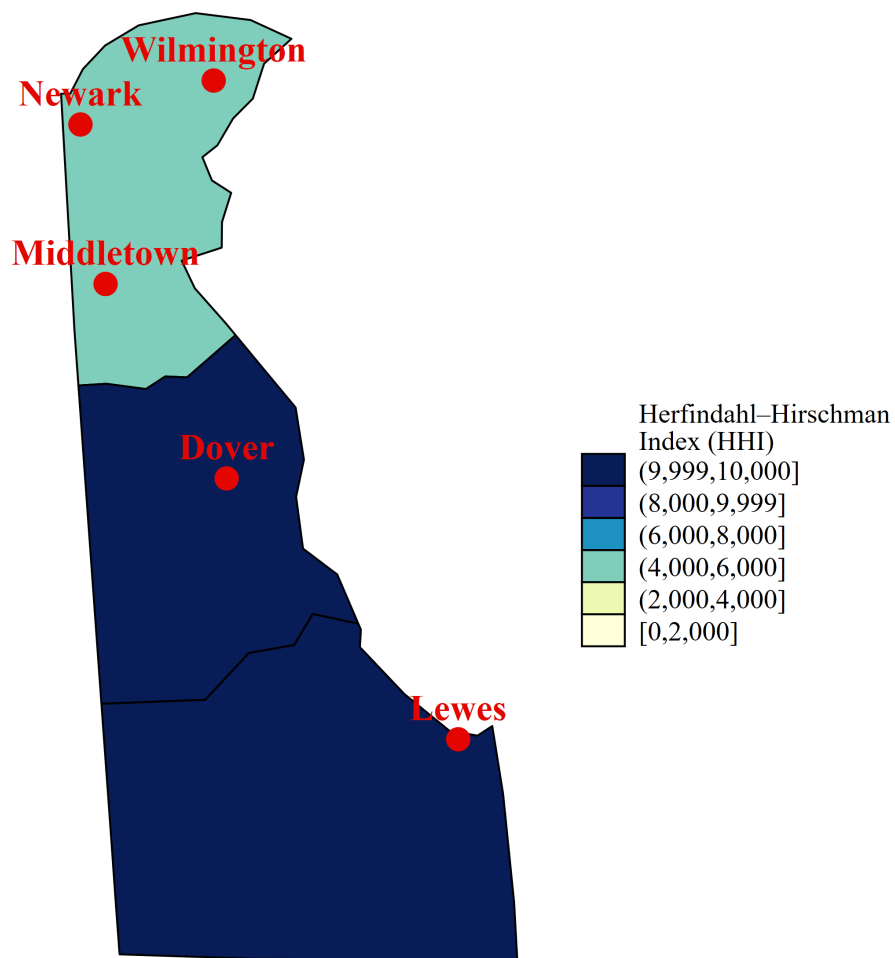 Wilmington
Newark
Middletown
Dover
Lewes
Herfindahl–Hirschman
Index (HHI)
(9,999,10,000]
(8,000,9,999]
(6,000,8,000]
(4,000,6,000]
(2,000,4,000]
[0,2,000]